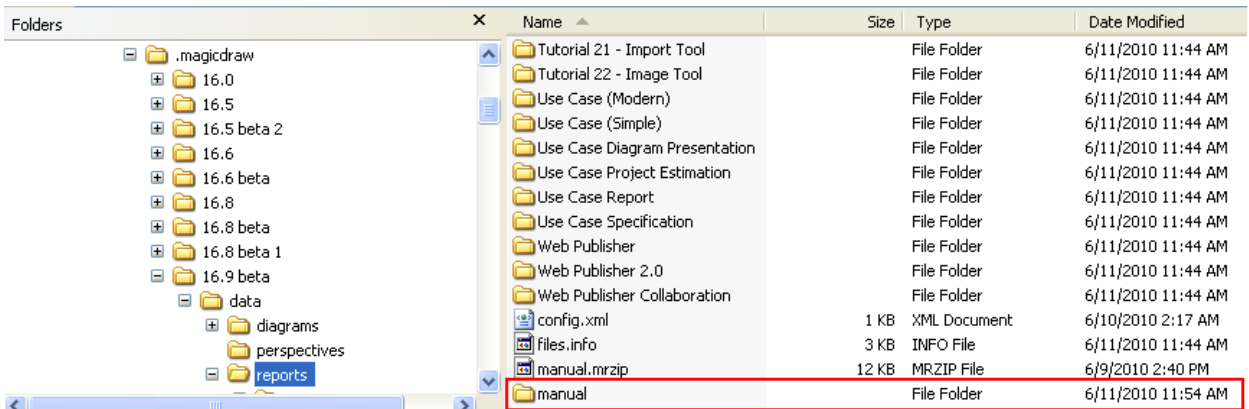 Folders ×
.magicdraw
16.0
16.5
16.5 beta 2
16.6
16.6 beta
16.8
16.8 beta
16.8 beta 1
16.9 beta
data
diagrams
perspectives
reports
Name Size Type Date Modified
Tutorial 21 - Import Tool File Folder 6/11/2010 11:44 AM
Tutorial 22 - Image Tool File Folder 6/11/2010 11:44 AM
Use Case (Modern) File Folder 6/11/2010 11:44 AM
Use Case (Simple) File Folder 6/11/2010 11:44 AM
Use Case Diagram Presentation File Folder 6/11/2010 11:44 AM
Use Case Project Estimation File Folder 6/11/2010 11:44 AM
Use Case Report File Folder 6/11/2010 11:44 AM
Use Case Specification File Folder 6/11/2010 11:44 AM
Web Publisher File Folder 6/11/2010 11:44 AM
Web Publisher 2.0 File Folder 6/11/2010 11:44 AM
Web Publisher Collaboration File Folder 6/11/2010 11:44 AM
config.xml 1 KB XML Document 6/10/2010 2:17 AM
files.info 3 KB INFO File 6/11/2010 11:44 AM
manual.mrzip 12 KB MRZIP File 6/9/2010 2:40 PM
manual File Folder 6/11/2010 11:54 AM